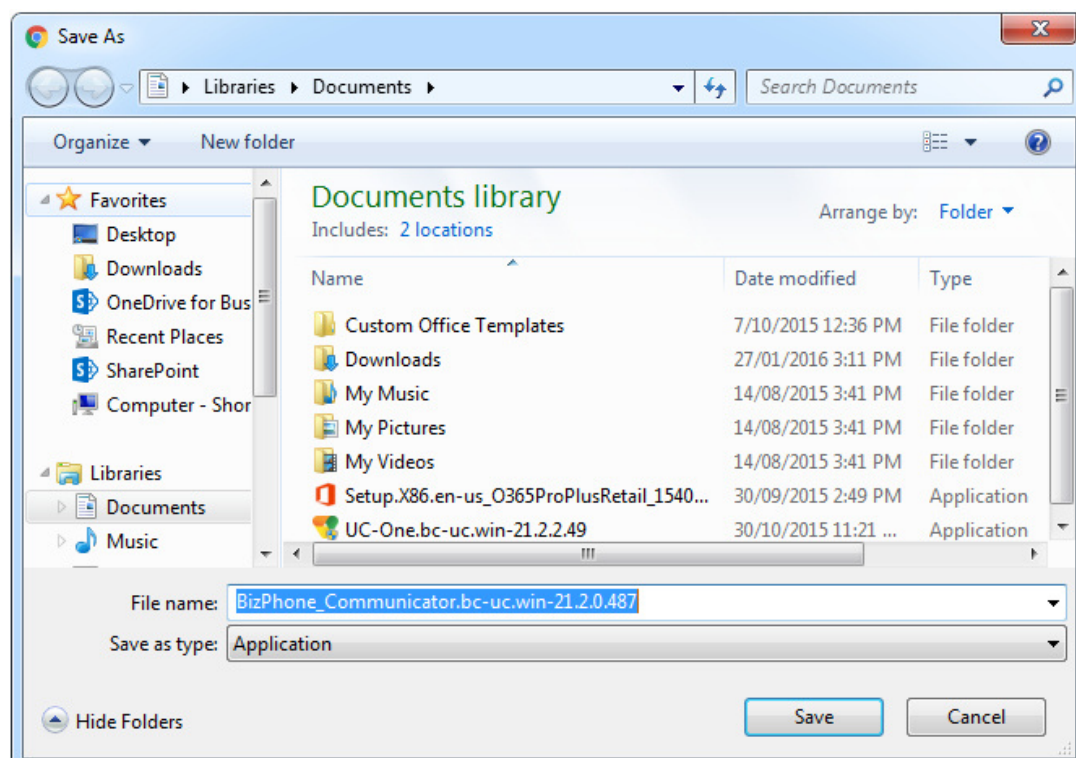 Save As
Libraries Documents
Search Documents
Organize New folder
Favorites
Desktop
Downloads
OneDrive for Bus
Recent Places
SharePoint
Computer - Shor
Libraries
Documents
Music
Documents library
Includes: 2 locations
Arrange by: Folder
Name Date modified Type
Custom Office Templates 7/10/2015 12:36 PM File folder
Downloads 27/01/2016 3:11 PM File folder
My Music 14/08/2015 3:41 PM File folder
My Pictures 14/08/2015 3:41 PM File folder
My Videos 14/08/2015 3:41 PM File folder
Setup.X86.en-us_O365ProPlusRetail_1540... 30/09/2015 2:49 PM Application
UC-One.bc-uc.win-21.2.2.49 30/10/2015 11:21 ... Application
File name: BizPhone_Communicator.bc-uc.win-21.2.0.487
Save as type: Application
Hide Folders
Save Cancel